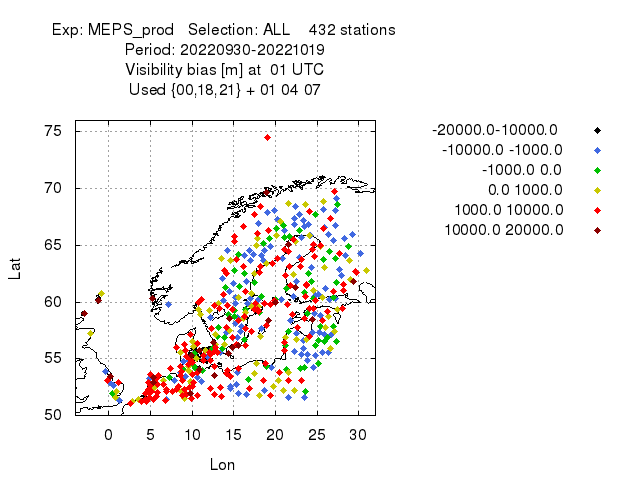 Exp: MEPS_prod   Selection: ALL    432 stations
Period: 20220930-20221019
Visibility bias [m] at  01 UTC
Used {00,18,21} + 01 04 07
-20000.0-10000.0
-10000.0 -1000.0
-1000.0 0.0
0.0 1000.0
1000.0 10000.0
10000.0 20000.0
75
70
65
60
55
50
Lat
0 5 10 15 20 25 30
Lon